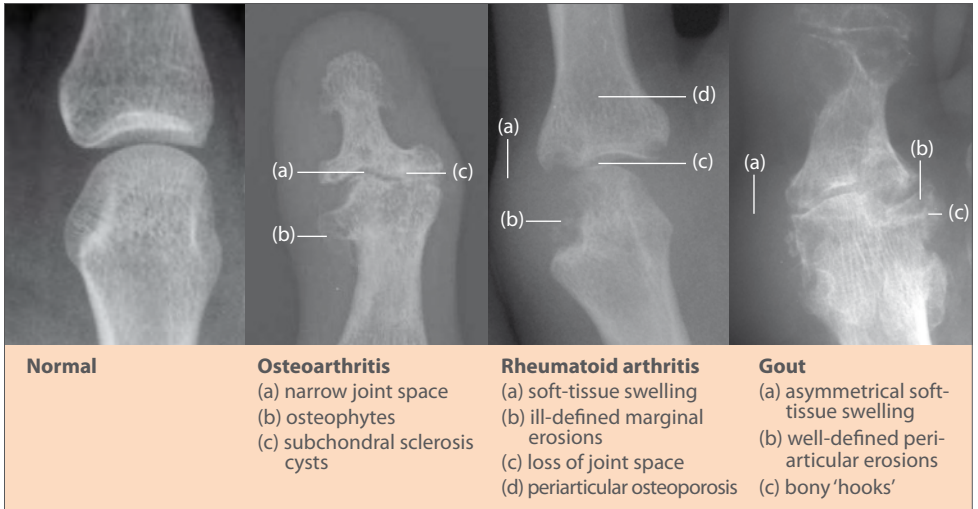 (a)
(b)
(c)
(a)
(b)
(d)
(c)
(a)
(b)
(c)
Normal
Osteoarthritis
(a) narrow joint space
(b) osteophytes
(c) subchondral sclerosis
cysts
Rheumatoid arthritis
(a) soft-tissue swelling
(b) ill-defined marginal
erosions
(c) loss of joint space
(d) periarticular osteoporosis
Gout
(a) asymmetrical soft-
tissue swelling
(b) well-defined peri-
articular erosions
(c) bony ‘hooks’